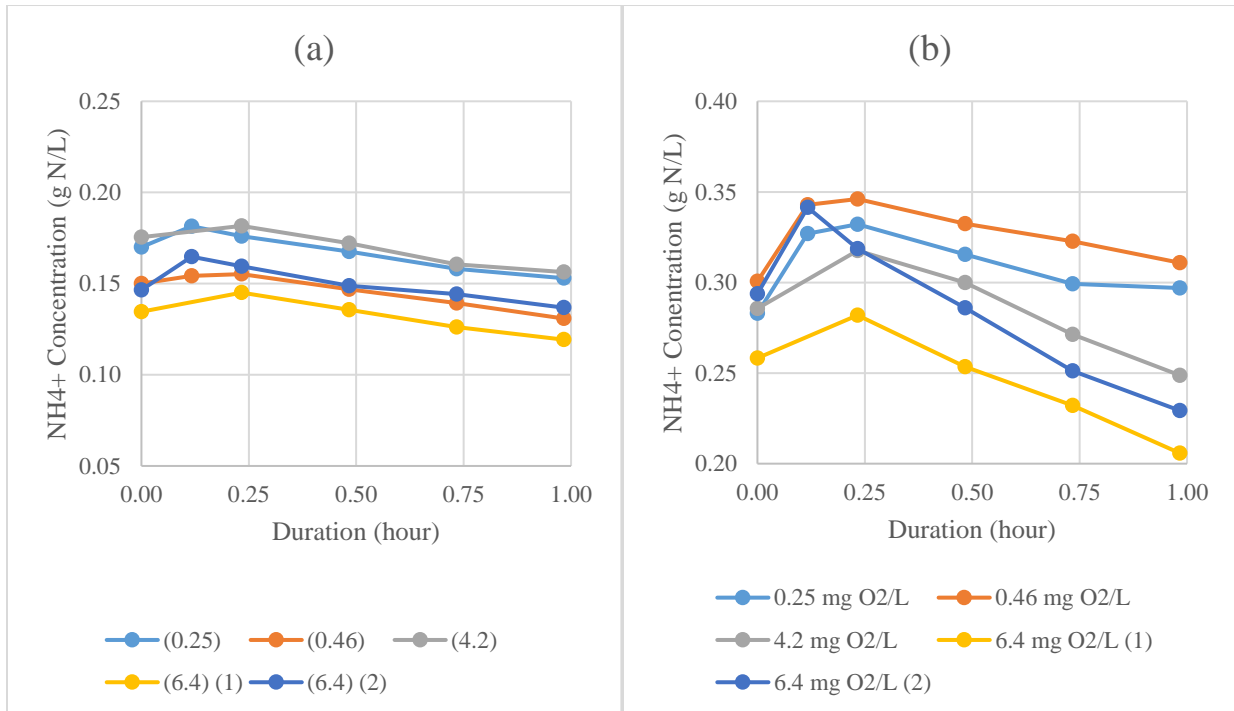 (a)
NH4+ Concentration (g N/L)
0.25
0.20
0.15
0.10
0.05
0.00 0.25 0.50 0.75 1.00
Duration (hour)
(0.25) (0.46) (4.2)
(6.4) (1) (6.4) (2)
(b)
NH4+ Conentration (g N/L)
0.40
0.35
0.30
0.25
0.20
0.00 0.25 0.50 0.75 1.00
Duration (hour)
0.25 mg O2/L 0.46 mg O2/L
4.2 mg O2/L 6.4 mg O2/L (1)
6.4 mg O2/L (2)